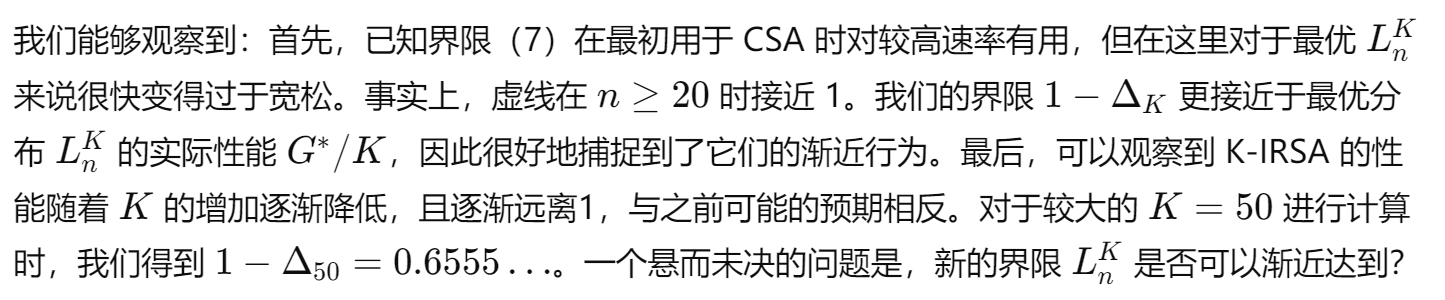 我们能够观察到：首先，已知界限（7）在最初用于 CSA 时对较高速率有用，但在这里对于最优 $L_n^K$
来说很快变得过于宽松。事实上，虚线在 $n \geq 20$ 时接近 1。我们的界限 $1 - \Delta_K$ 更接近于最优分
布 $L_n^K$ 的实际性能 $G^*/K$，因此很好地捕捉到了它们的渐近行为。最后，可以观察到 K-IRSA 的性
能随着 $K$ 的增加逐渐降低，且逐渐远离1，与之前可能的预期相反。对于较大的 $K = 50$ 进行计算
时，我们得到 $1 - \Delta_{50} = 0.6555\ldots$。一个悬而未决的问题是，新的界限 $L_n^K$ 是否可以渐近达到？